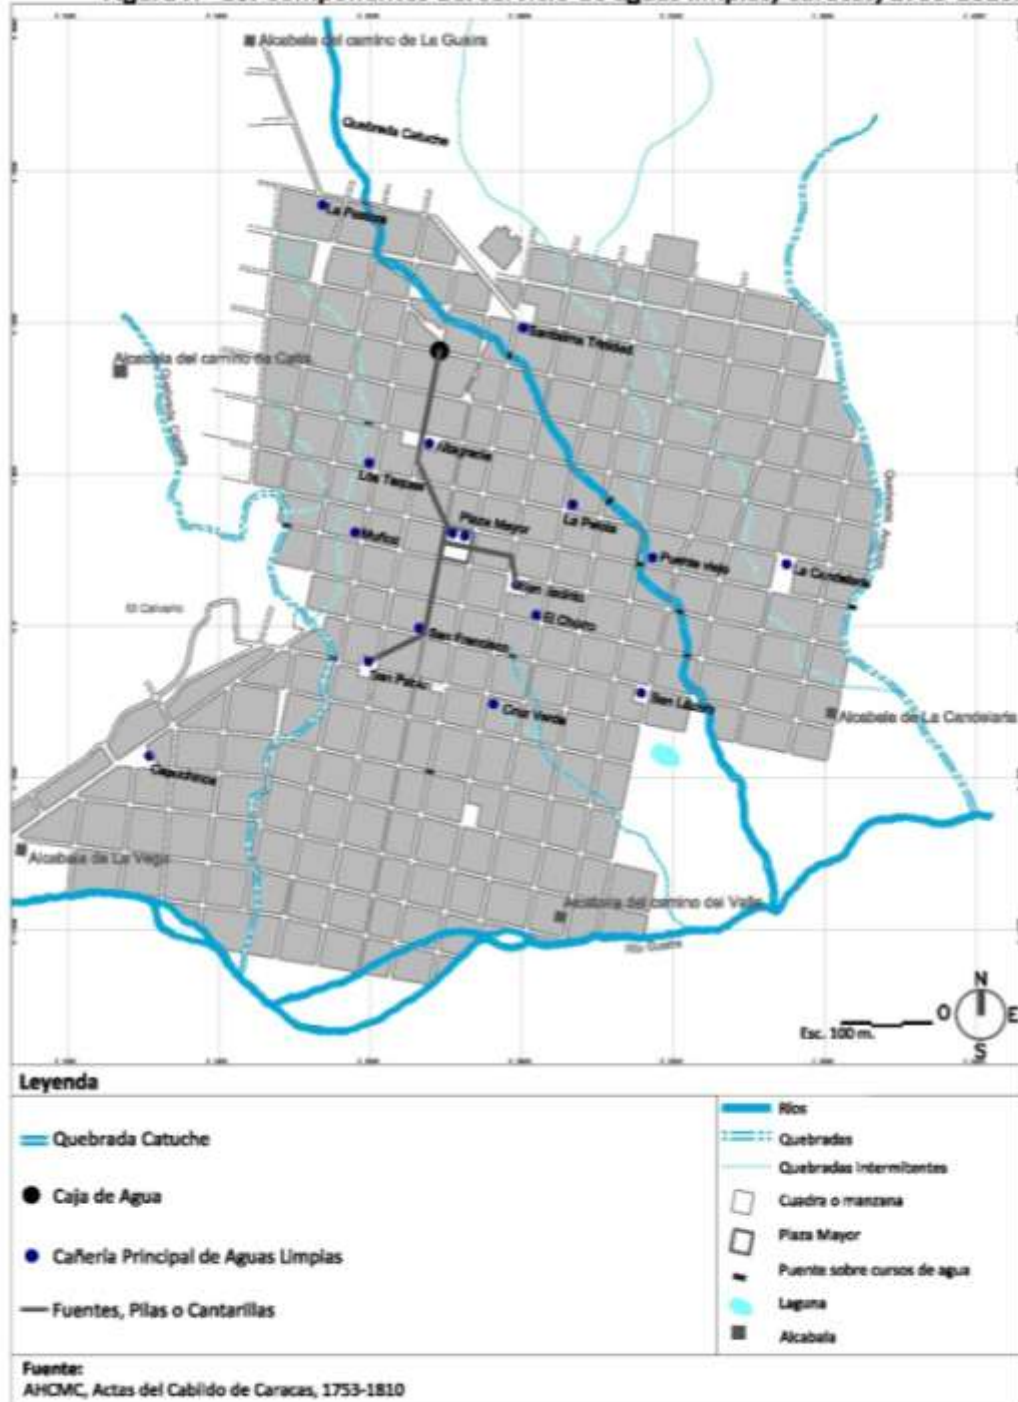 Alcabala del camino de La Guaira
Quebrada Catuche
La Pastora
Santísima Trinidad
Alcabala del camino de Catia
Quebrada Caroata
Altagracia
Los Teques
Plaza Mayor
La Pelota
Muñoz
Puente viejo
La Candelaria
Quebrada Anauco
San Jacinto
El Calvario
El Chorro
San Francisco
San Pablo
San Lázaro
Cruz Verde
Alcabala de La Candelaria
Capuchinos
Alcabala de La Vega
Alcabala del camino del Valle
Río Guaire
N
O
E
S
Esc. 100 m.
Leyenda
Quebrada Catuche
Caja de Agua
Cañería Principal de Aguas Limpias
Fuentes, Pilas o Cantarillas
Ríos
Quebradas
Quebradas Intermitentes
Cuadra o manzana
Plaza Mayor
Puente sobre cursos de agua
Laguna
Alcabala
Fuente:
AHCMC, Actas del Cabildo de Caracas, 1753-1810